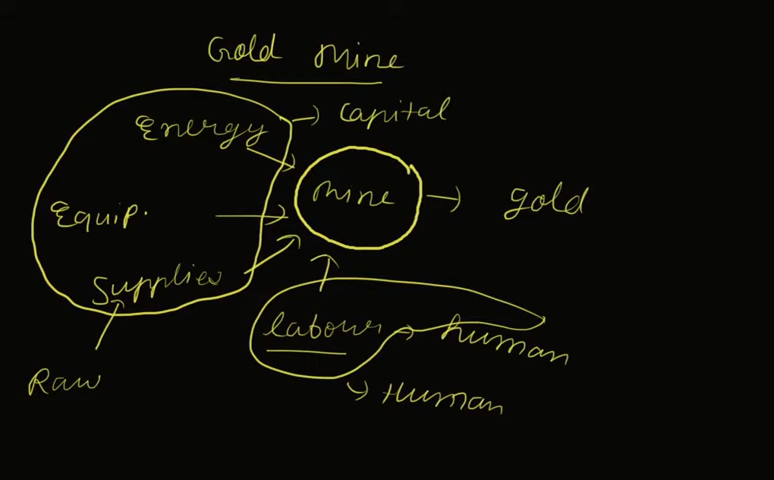 Gold mine
capital
Energy
mine
gold
Equip.
Supplies
labour
human
Raw
Human